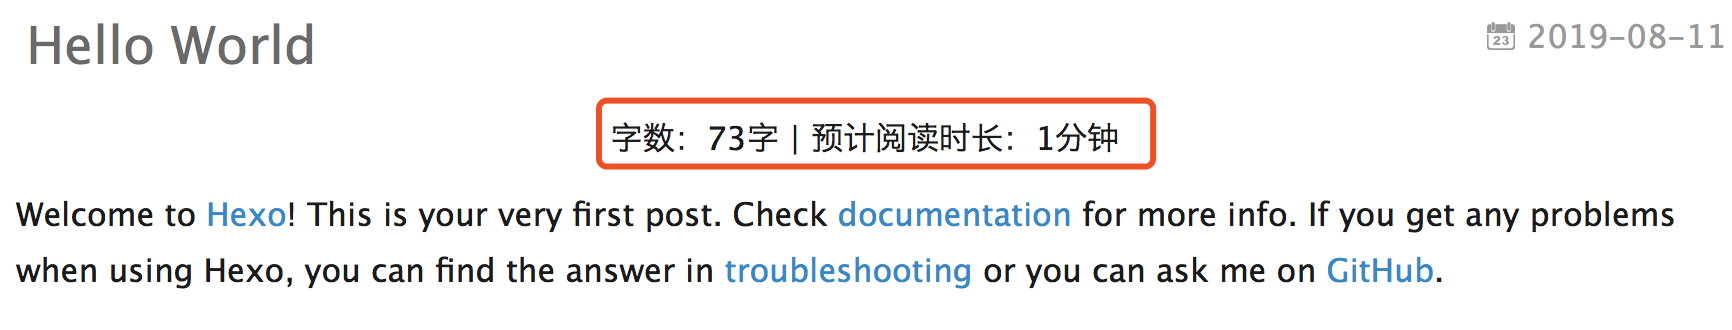 Hello World
23 2019-08-11
字数：73字 | 预计阅读时长：1分钟
Welcome to Hexo! This is your very first post. Check documentation for more info. If you get any problems
when using Hexo, you can find the answer in troubleshooting or you can ask me on GitHub.